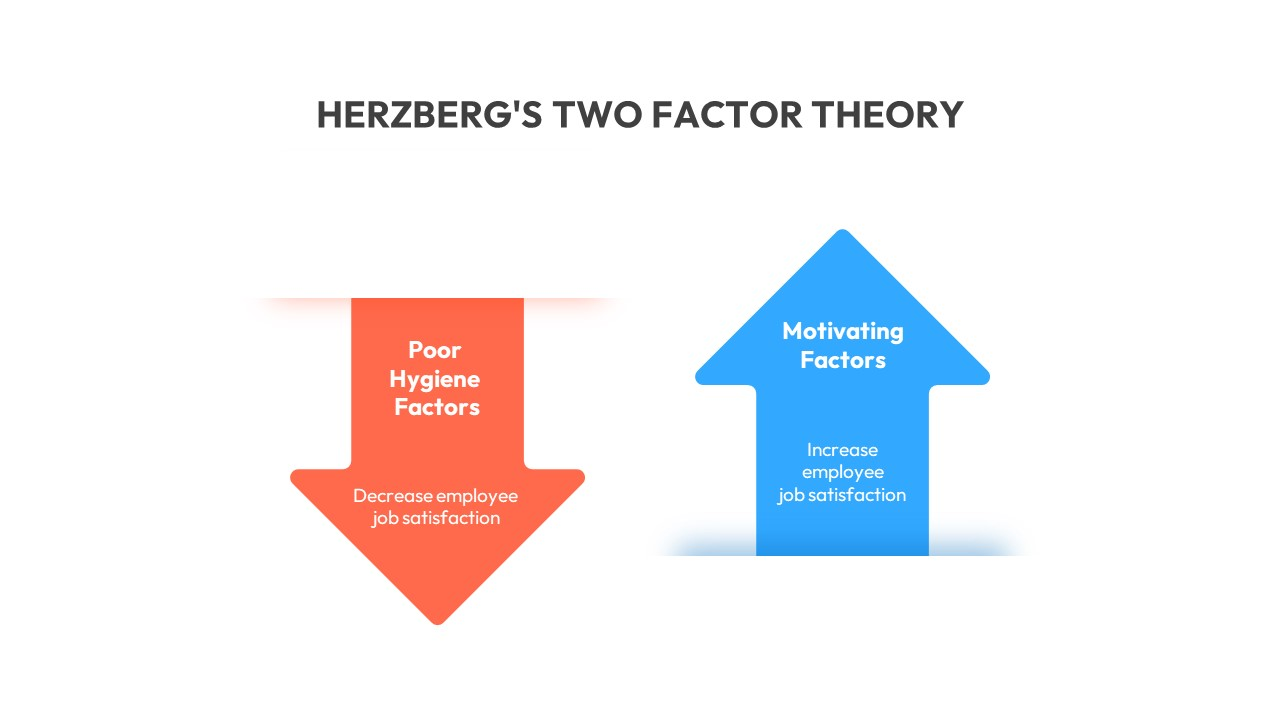 HERZBERG'S TWO FACTOR THEORY
Poor
Hygiene
Factors
Decrease employee
job satisfaction
Motivating
Factors
Increase
employee
job satisfaction